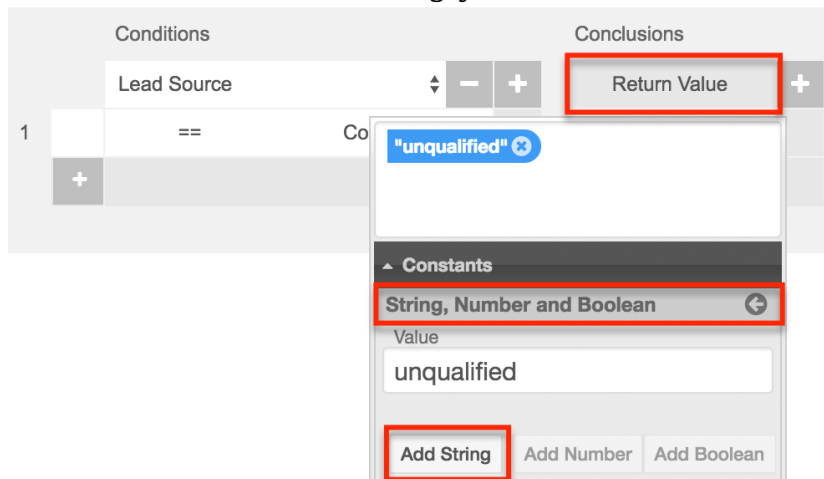 Conditions Conclusions
Lead Source Return Value
1 == Co
"unqualified"
Constants
String, Number and Boolean
Value
unqualified
Add String Add Number Add Boolean